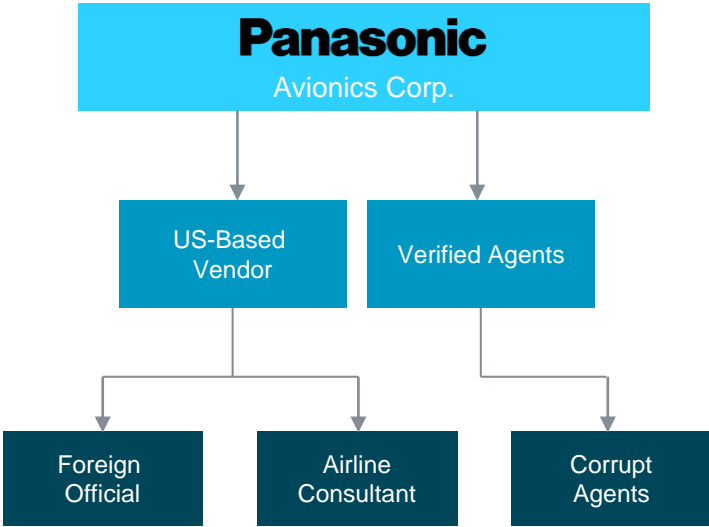 Panasonic
Avionics Corp.
US-Based
Vendor
Verified Agents
Foreign
Official
Airline
Consultant
Corrupt
Agents